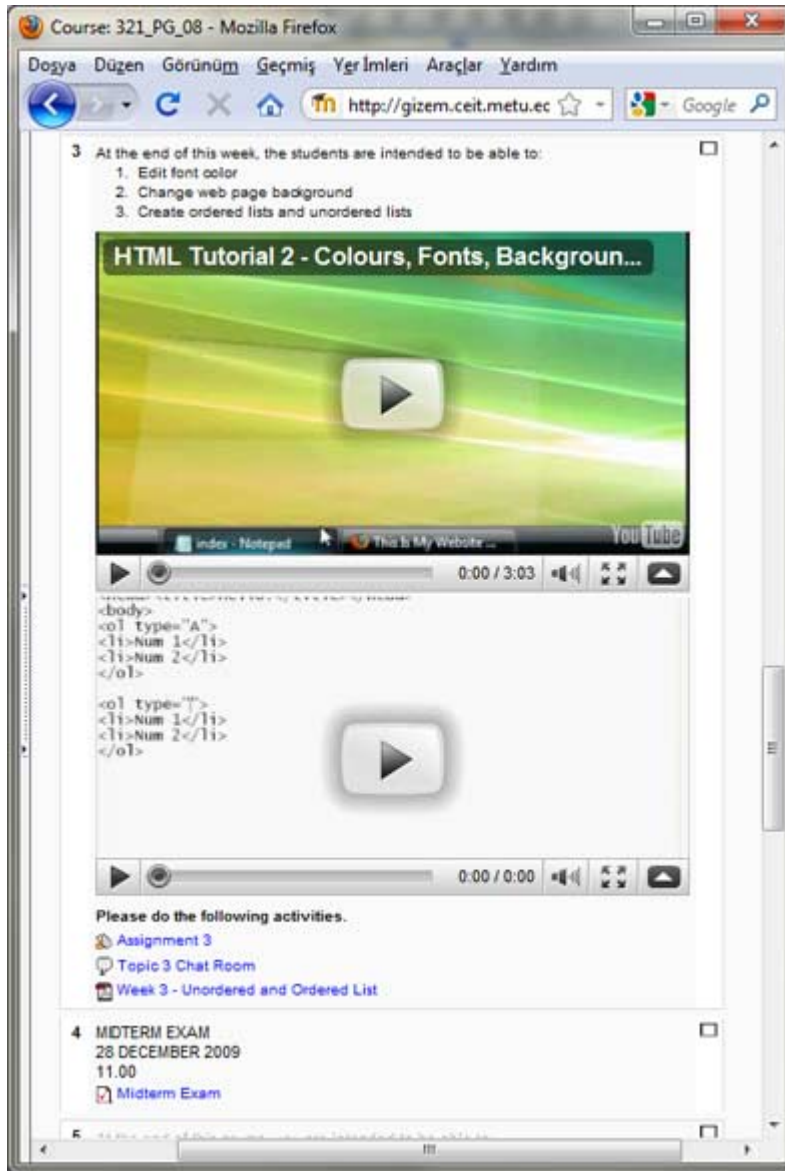 Course: 321_PG_08 - Mozilla Firefox
Dosya Düzen Görünüm Geçmiş Yer İmleri Araçlar Yardım
http://gizem.ceit.metu.ec Google
3 At the end of this week, the students are intended to be able to:
1. Edit font color
2. Change web page background
3. Create ordered lists and unordered lists
HTML Tutorial 2 - Colours, Fonts, Backgroun...
index - Notepad This Is My Website ...
YouTube
0:00 / 3:03
<body>
<ol type="A">
<li>Num 1</li>
<li>Num 2</li>
</ol>
<ol type="|">
<li>Num 1</li>
<li>Num 2</li>
</ol>
0:00 / 0:00
Please do the following activities.
Assignment 3
Topic 3 Chat Room
Week 3 - Unordered and Ordered List
4 MIDTERM EXAM
28 DECEMBER 2009
11.00
Midterm Exam
5